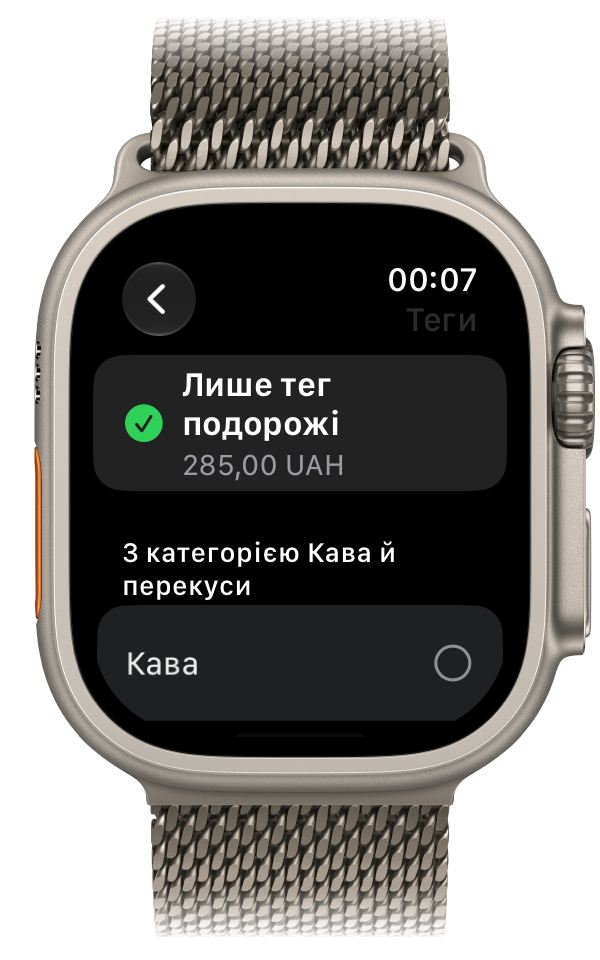 00:07
Теги
Лише тег
подорожі
285,00 UAH
З категорією Кава й
перекуси
Кава